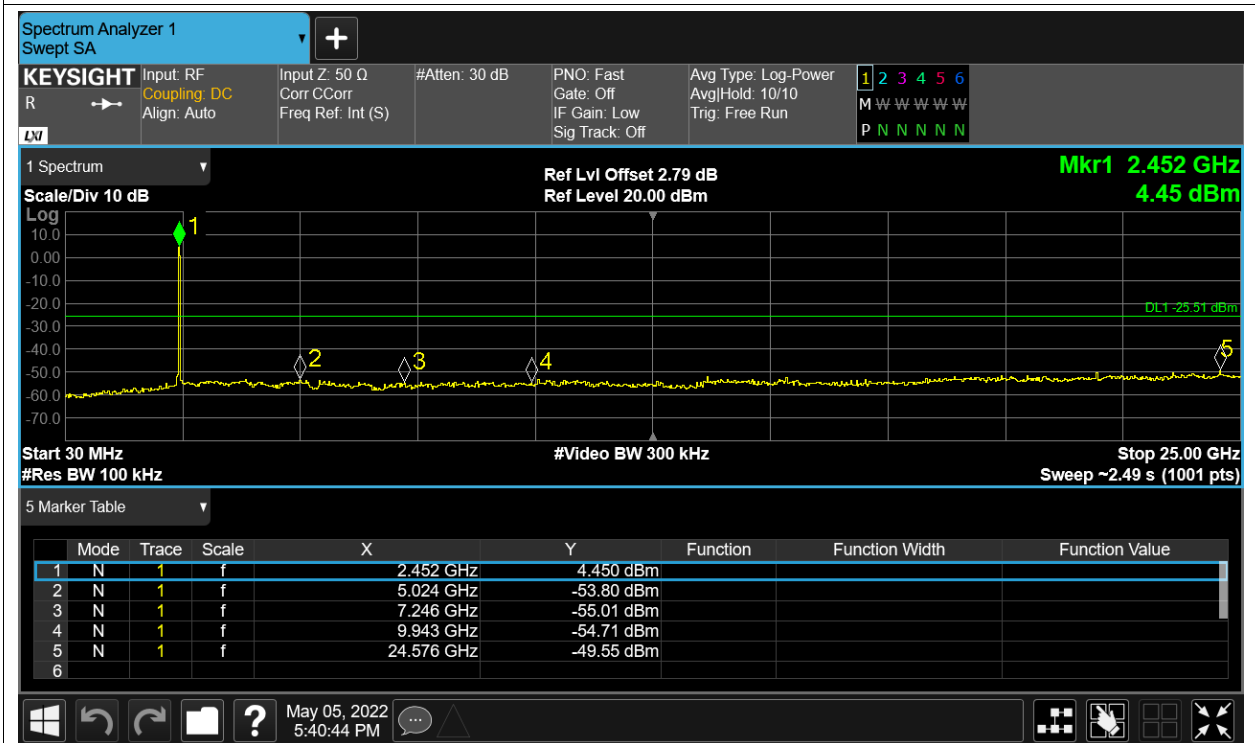 Spectrum Analyzer 1
Swept SA
+
KEYSIGHT Input: RF Input Z: 50 Ω #Atten: 30 dB PNO: Fast Avg Type: Log-Power 1 2 3 4 5 6
R Coupling: DC Corr CCorr Gate: Off Avg|Hold: 10/10 M W W W W W
Align: Auto Freq Ref: Int (S) IF Gain: Low Trig: Free Run
LXI Sig Track: Off P N N N N N
1 Spectrum Ref Lvl Offset 2.79 dB Mkr1 2.452 GHz
Scale/Div 10 dB Ref Level 20.00 dBm 4.45 dBm
Log
1
10.0
0.00
-10.0
-20.0
DL1 -25.51 dBm
-30.0
-40.0
2 3 4 5
-50.0
-60.0
-70.0
Start 30 MHz #Video BW 300 kHz Stop 25.00 GHz
#Res BW 100 kHz Sweep ~2.49 s (1001 pts)
5 Marker Table
Mode Trace Scale X Y Function Function Width Function Value
1 N 1 f 2.452 GHz 4.450 dBm
2 N 1 f 5.024 GHz -53.80 dBm
3 N 1 f 7.246 GHz -55.01 dBm
4 N 1 f 9.943 GHz -54.71 dBm
5 N 1 f 24.576 GHz -49.55 dBm
6
? May 05, 2022
5:40:44 PM